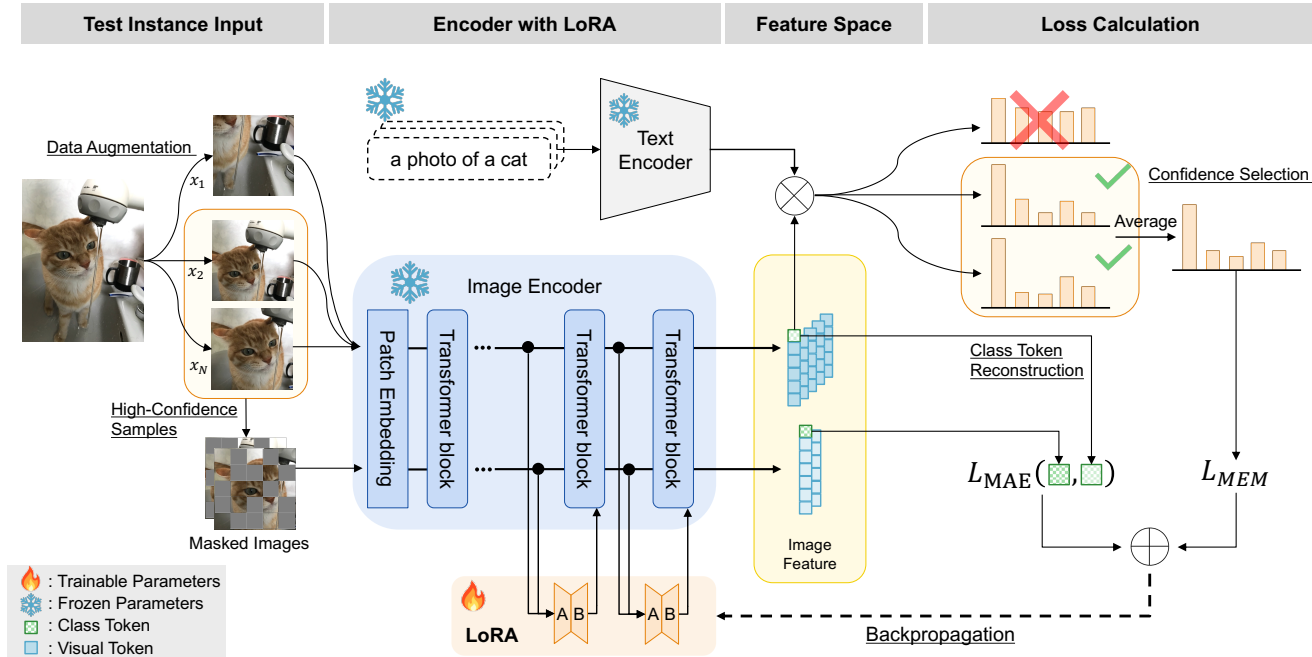 Test Instance Input
Encoder with LoRA
Feature Space
Loss Calculation
Data Augmentation
x1
x2
xN
High-Confidence
Samples
Masked Images
a photo of a cat
Text
Encoder
Image Encoder
Patch Embedding
Transformer block
...
Transformer block
Transformer block
...
LoRA
A B
A B
Image
Feature
Confidence Selection
Average
Class Token
Reconstruction
L_MAE( , )
L_MEM
Backpropagation
: Trainable Parameters
: Frozen Parameters
: Class Token
: Visual Token